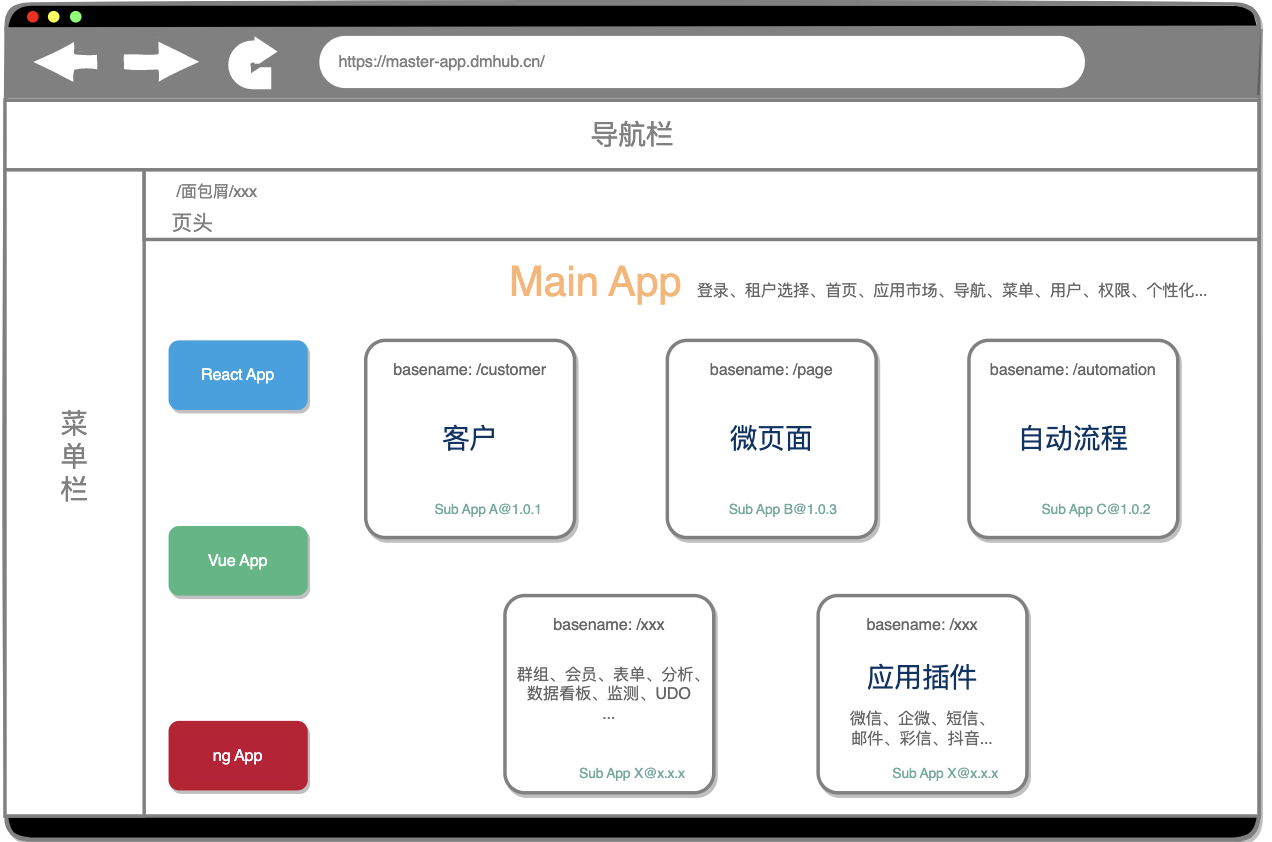 https://master-app.dmhub.cn/
导航栏
/面包屑/xxx
页头
菜
单
栏
Main App
登录、租户选择、首页、应用市场、导航、菜单、用户、权限、个性化...
React App
Vue App
ng App
basename: /customer
客户
Sub App A@1.0.1
basename: /page
微页面
Sub App B@1.0.3
basename: /automation
自动流程
Sub App C@1.0.2
basename: /xxx
群组、会员、表单、分析、
数据看板、监测、UDO
...
Sub App X@x.x.x
basename: /xxx
应用插件
微信、企微、短信、
邮件、彩信、抖音...
Sub App X@x.x.x